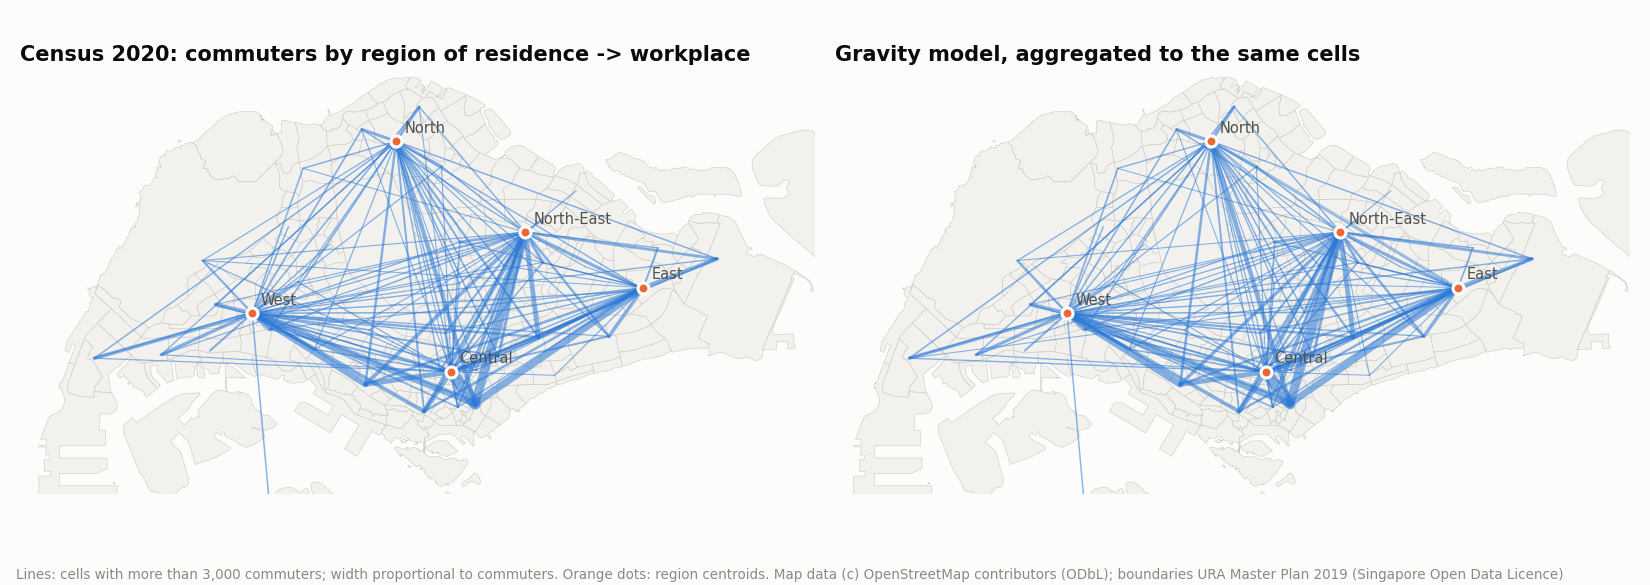 Census 2020: commuters by region of residence -> workplace
North
North-East
East
West
Central
Gravity model, aggregated to the same cells
North
North-East
East
West
Central
Lines: cells with more than 3,000 commuters; width proportional to commuters. Orange dots: region centroids. Map data (c) OpenStreetMap contributors (ODbL); boundaries URA Master Plan 2019 (Singapore Open Data Licence)